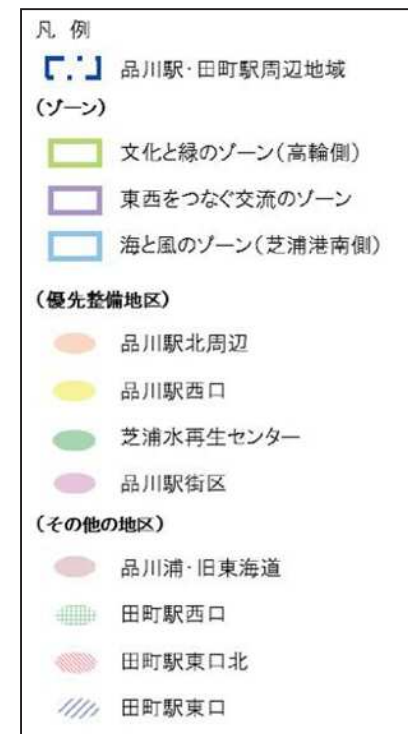 凡 例
品川駅・田町駅周辺地域
(ゾーン)
文化と緑のゾーン(高輪側)
東西をつなぐ交流のゾーン
海と風のゾーン(芝浦港南側)
(優先整備地区)
品川駅北周辺
品川駅西口
芝浦水再生センター
品川駅街区
(その他の地区)
品川浦・旧東海道
田町駅西口
田町駅東口北
田町駅東口